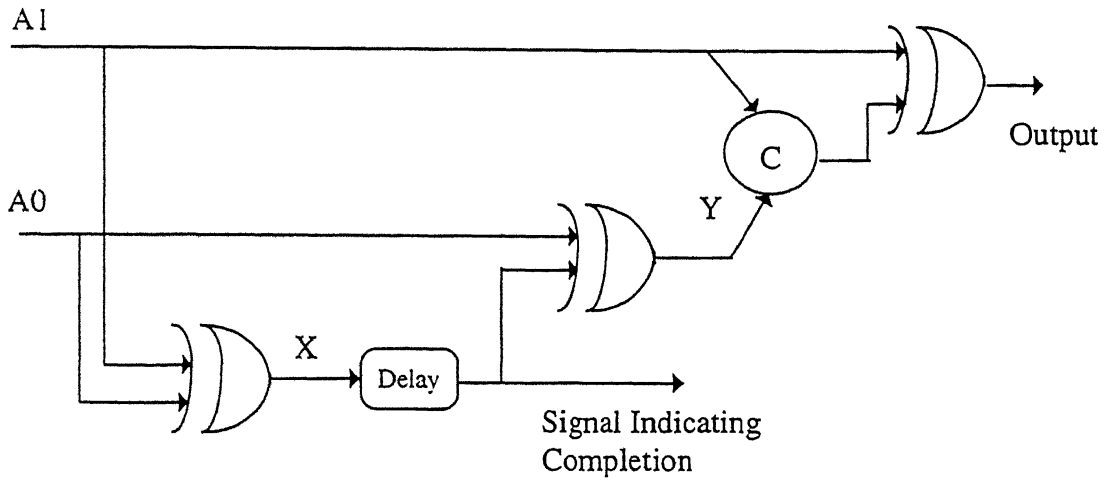 A1
Output
C
A0
Y
X
Delay
Signal Indicating
Completion